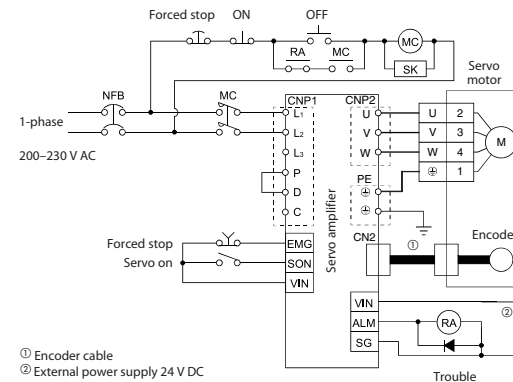 Forced stop ON OFF
MC
RA MC
SK
Servo
motor
NFB MC CNP1 CNP2
1-phase
200–230 V AC
L1 U U 2
L2 V V 3
M
L3 W W 4
P PE ⏚ 1
D
C
Servo amplifier
CN2 ① Encode
Forced stop EMG
Servo on SON
VIN
VIN ②
ALM RA
SG
① Encoder cable
② External power supply 24 V DC
Trouble